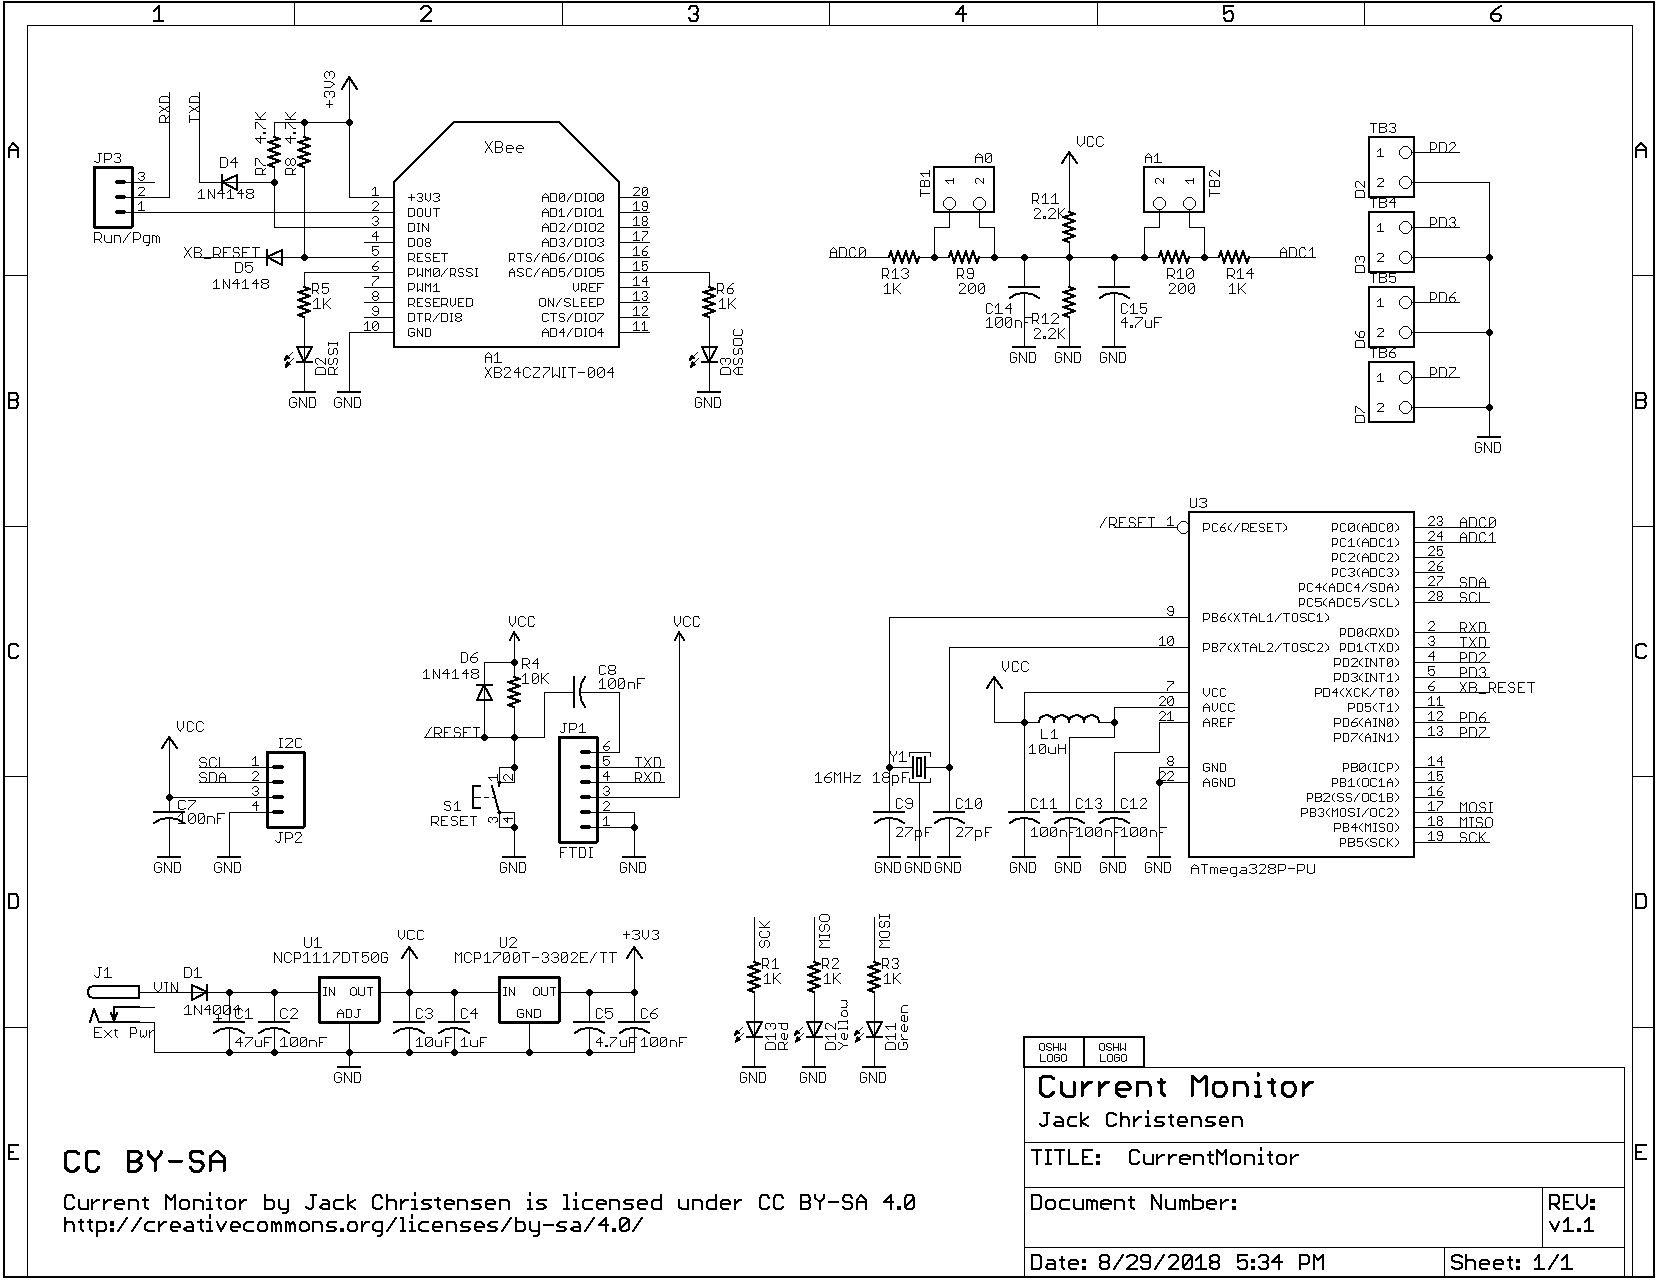 1 2 3 4 5 6
A A
B B
C C
D D
E E
RXD
TXD
+3V3
R7 4.7K
R8 4.7K
JP3
3
2
1
Run/Pgm
D4
1N4148
XB_RESET
D5
1N4148
XBee
1 +3V3
2 DOUT
3 DIN
4 DO8
5 RESET
6 PWM0/RSSI
7 PWM1
8 RESERVED
9 DTR/DI8
10 GND
AD0/DIO0 20
AD1/DIO1 19
AD2/DIO2 18
AD3/DIO3 17
RTS/AD6/DIO6 16
ASC/AD5/DIO5 15
VREF 14
ON/SLEEP 13
CTS/DIO7 12
AD4/DIO4 11
A1
XB24CZ7WIT-004
R5
1K
D2
RSSI
GND
GND
R6
1K
D3
ASSOC
GND
A0
TB1
1 2
VCC
R11
2.2K
A1
TB2
2 1
ADC0
R13
1K
R9
200
R10
200
R14
1K
ADC1
C14
100nF
R12
2.2K
C15
4.7uF
GND
GND
GND
TB3
1
2
D2
PD2
TB4
1
2
D3
PD3
TB5
1
2
D6
PD6
TB6
1
2
D7
PD7
GND
U3
/RESET 1 PC6(/RESET)
9 PB6(XTAL1/TOSC1)
10 PB7(XTAL2/TOSC2)
7 VCC
20 AVCC
21 AREF
8 GND
22 AGND
PC0(ADC0) 23 ADC0
PC1(ADC1) 24 ADC1
PC2(ADC2) 25
PC3(ADC3) 26
PC4(ADC4/SDA) 27 SDA
PC5(ADC5/SCL) 28 SCL
PD0(RXD) 2 RXD
PD1(TXD) 3 TXD
PD2(INT0) 4 PD2
PD3(INT1) 5 PD3
PD4(XCK/T0) 6 XB_RESET
PD5(T1) 11
PD6(AIN0) 12 PD6
PD7(AIN1) 13 PD7
PB0(ICP) 14
PB1(OC1A) 15
PB2(SS/OC1B) 16
PB3(MOSI/OC2) 17 MOSI
PB4(MISO) 18 MISO
PB5(SCK) 19 SCK
ATmega328P-PU
VCC
L1
10uH
Y1
16MHz 18pF
C9
27pF
C10
27pF
C11
100nF
C13
100nF
C12
100nF
GND GND GND GND GND GND GND
VCC
SCL 1
SDA 2
3
4
I2C
JP2
C7
100nF
GND
GND
VCC
VCC
D6
1N4148
R4
10K
C8
100nF
/RESET
1
2
S1
RESET
3
4
GND
JP1
6
5 TXD
4 RXD
3
2
1
FTDI
GND
J1
Ext Pwr
VIN
D1
1N4004
+
C1
47uF
C2
100nF
U1
NCP1117DT50G
IN OUT
ADJ
GND
VCC
C3
10uF
C4
1uF
U2
MCP1700T-3302E/TT
IN OUT
GND
+3V3
C5
4.7uF
C6
100nF
SCK
R1
1K
D13
Red
GND
MISO
R2
1K
D12
Yellow
GND
MOSI
R3
1K
D11
Green
GND
OSHW
LOGO
OSHW
LOGO
Current Monitor
Jack Christensen
TITLE: CurrentMonitor
Document Number:
REV:
v1.1
Date: 8/29/2018 5:34 PM
Sheet: 1/1
CC BY-SA
Current Monitor by Jack Christensen is licensed under CC BY-SA 4.0
http://creativecommons.org/licenses/by-sa/4.0/